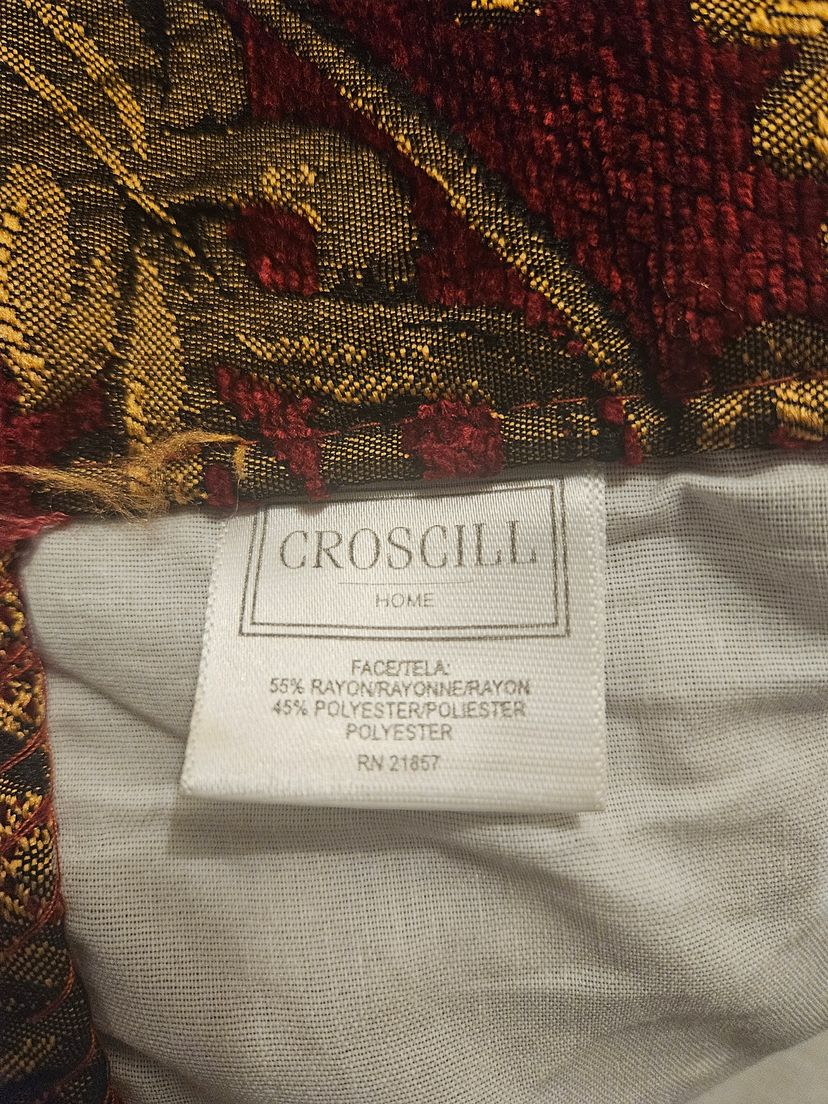 CROSCILL
HOME
FACE/TELA:
55% RAYON/RAYONNE/RAYON
45% POLYESTER/POLIESTER
POLYESTER
RN 21857